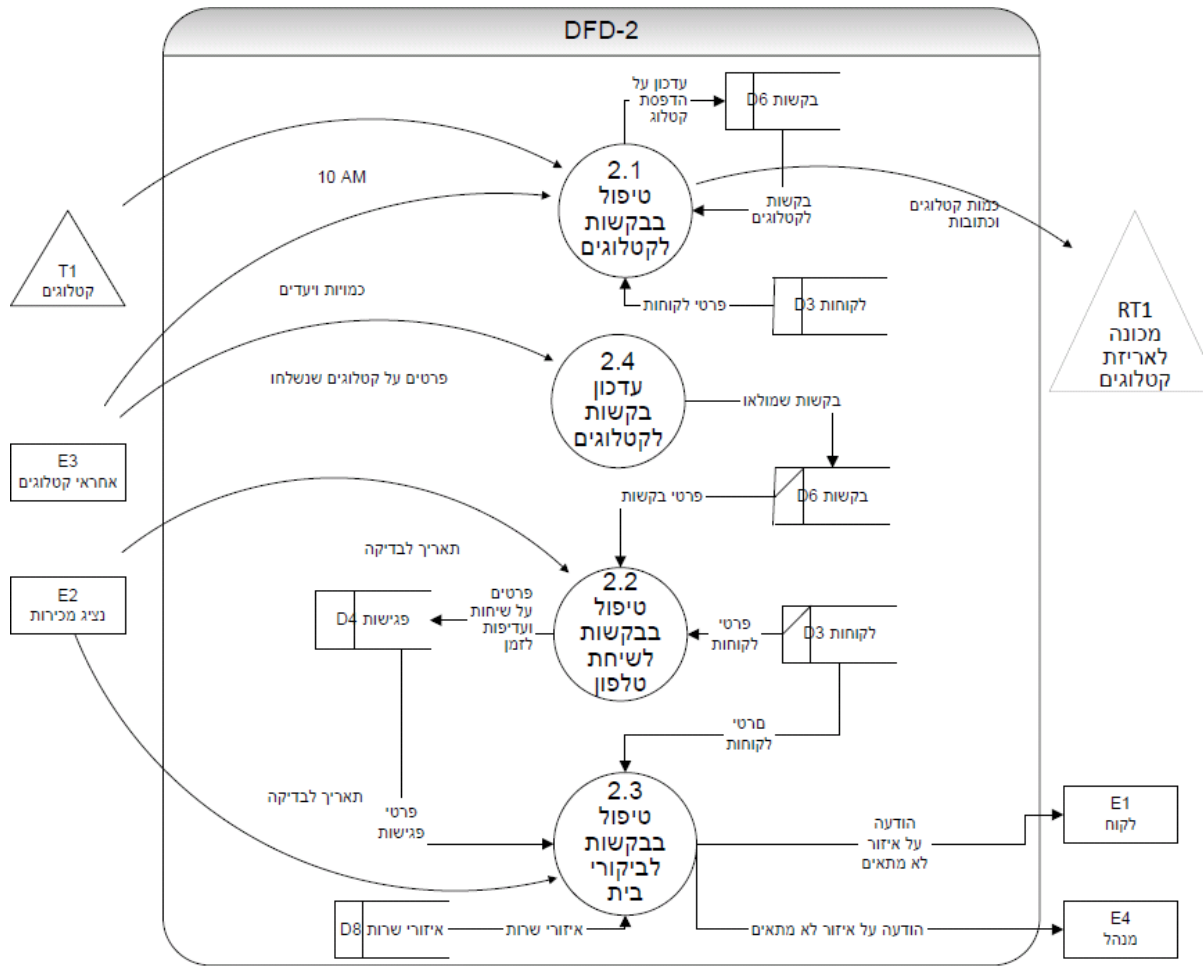 DFD-2
עדכון על
הדפסת
קטלוג
D6 בקשות
10 AM
2.1
טיפול
בבקשות
לקטלוגים
בקשות
לקטלוגים
כמות קטלוגים
וכתובות
T1
קטלוגים
RT1
מכונה
לאריזת
קטלוגים
כמויות ויעדים
פרטי לקוחות
D3 לקוחות
פרטים על קטלוגים שנשלחו
2.4
עדכון
בקשות
לקטלוגים
בקשות שמולאו
E3
אחראי קטלוגים
פרטי בקשות
D6 בקשות
תאריך לבדיקה
E2
נציג מכירות
D4 פגישות
פרטים
על שיחות
ועדיפות
לזמן
2.2
טיפול
בבקשות
לשיחת
טלפון
פרטי
לקוחות
D3 לקוחות
םרטי
לקוחות
תאריך לבדיקה
פרטי
פגישות
2.3
טיפול
בבקשות
לביקורי
בית
הודעה
על איזור
לא מתאים
E1
לקוח
D8 איזורי שרות
איזורי שרות
הודעה על איזור לא מתאים
E4
מנהל